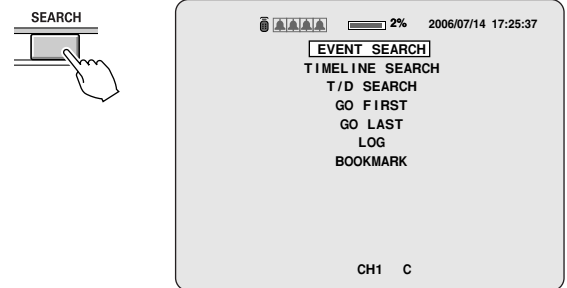 SEARCH
2% 2006/07/14 17:25:37
EVENT SEARCH
TIMELINE SEARCH
T/D SEARCH
GO FIRST
GO LAST
LOG
BOOKMARK
CH1 C